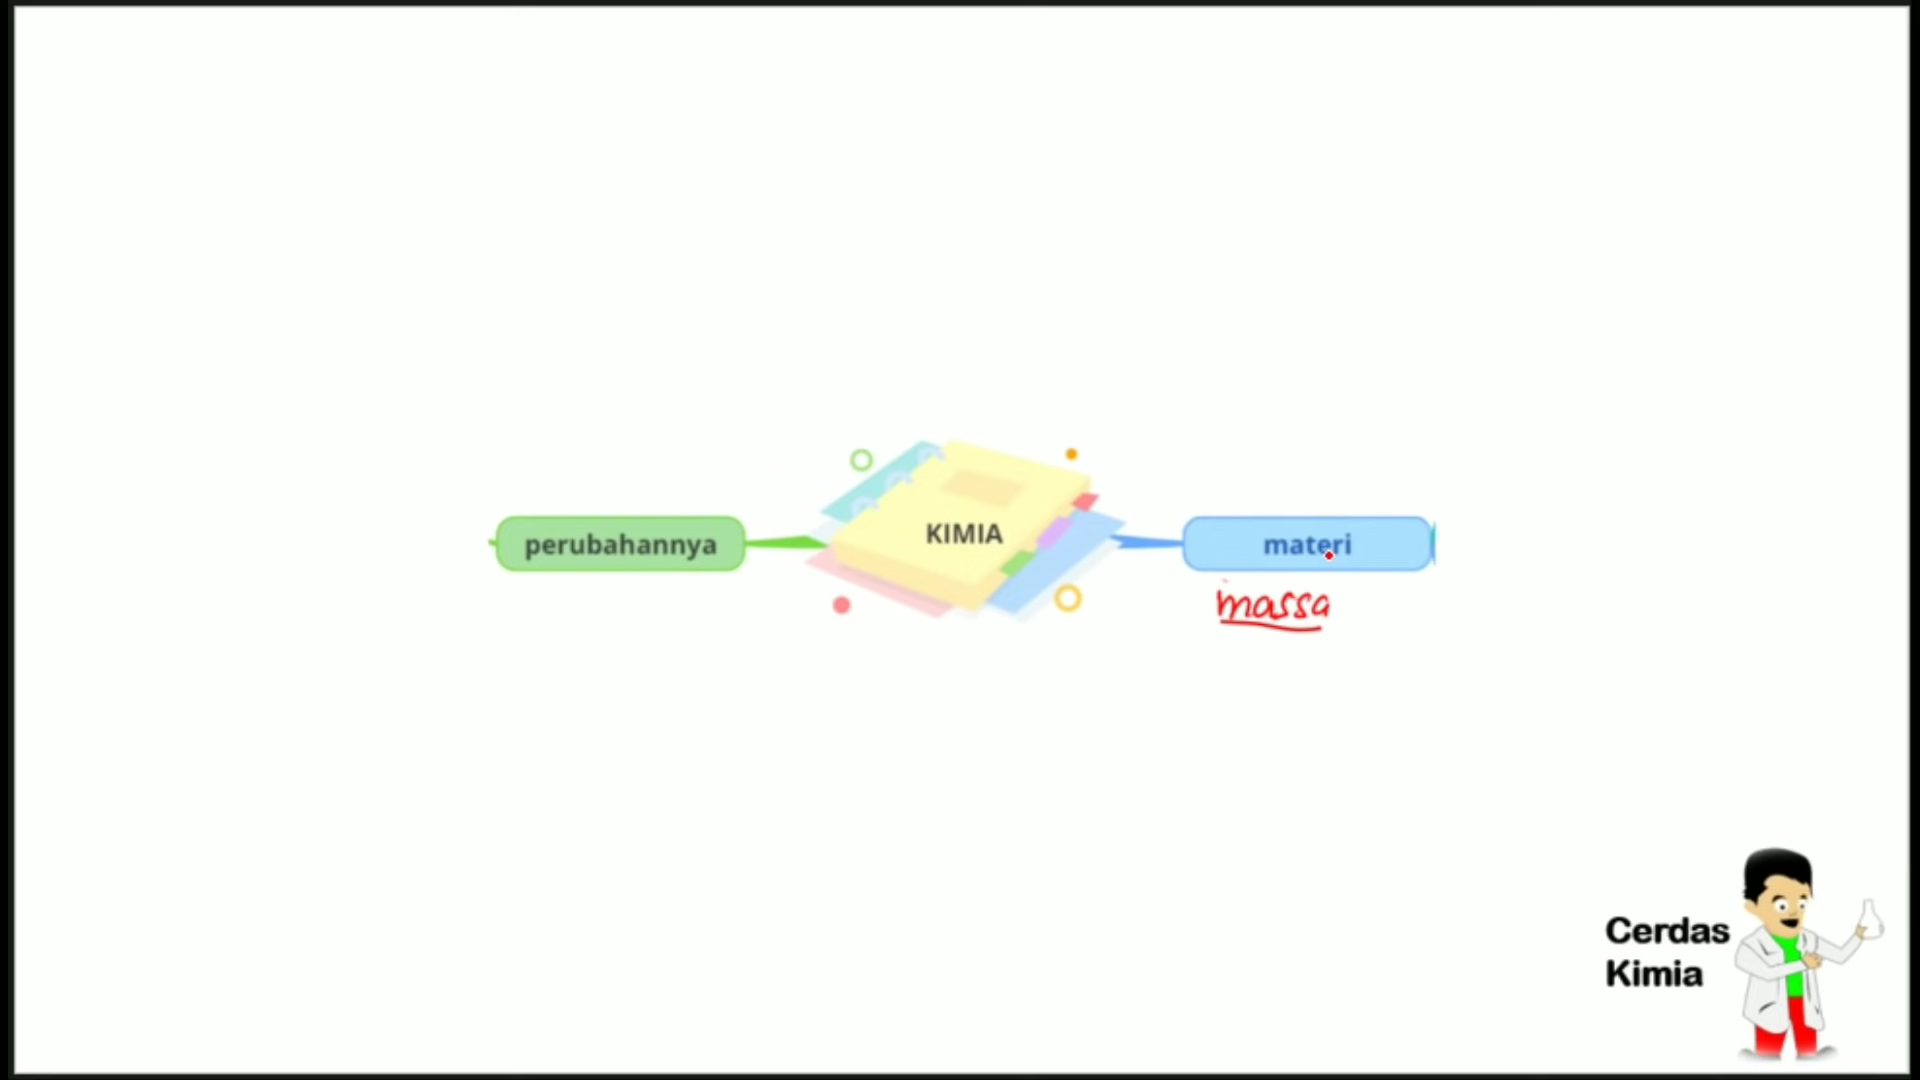 perubahannya
KIMIA
materi
massa
Cerdas
Kimia